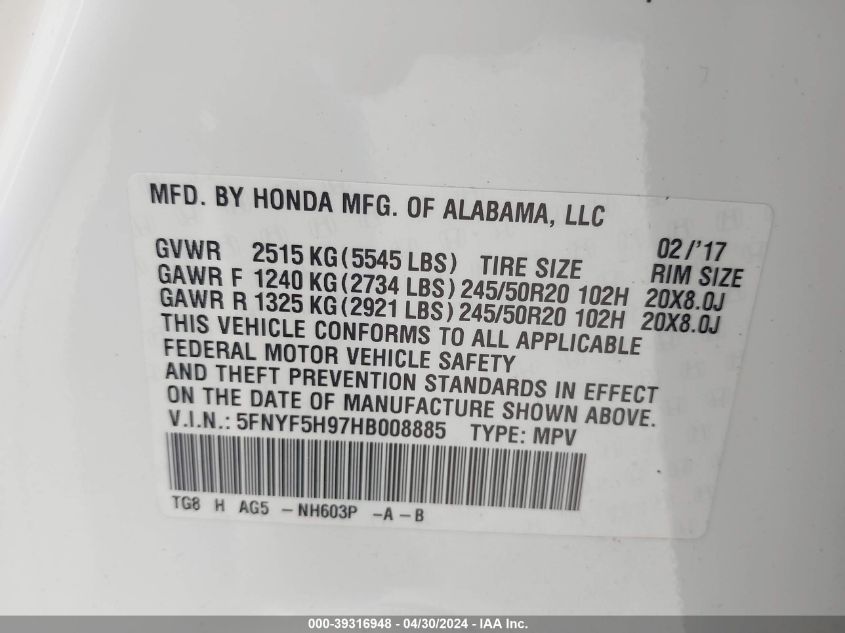 MFD. BY HONDA MFG. OF ALABAMA, LLC
02/'17
GVWR 2515 KG(5545 LBS) TIRE SIZE RIM SIZE
GAWR F 1240 KG(2734 LBS) 245/50R20 102H 20X8.0J
GAWR R 1325 KG(2921 LBS) 245/50R20 102H 20X8.0J
THIS VEHICLE CONFORMS TO ALL APPLICABLE
FEDERAL MOTOR VEHICLE SAFETY
AND THEFT PREVENTION STANDARDS IN EFFECT
ON THE DATE OF MANUFACTURE SHOWN ABOVE.
V.I.N.: 5FNYF5H97HB008885 TYPE: MPV
TG8 H AG5 -NH603P -A-B
000-39316948 - 04/30/2024 - IAA Inc.